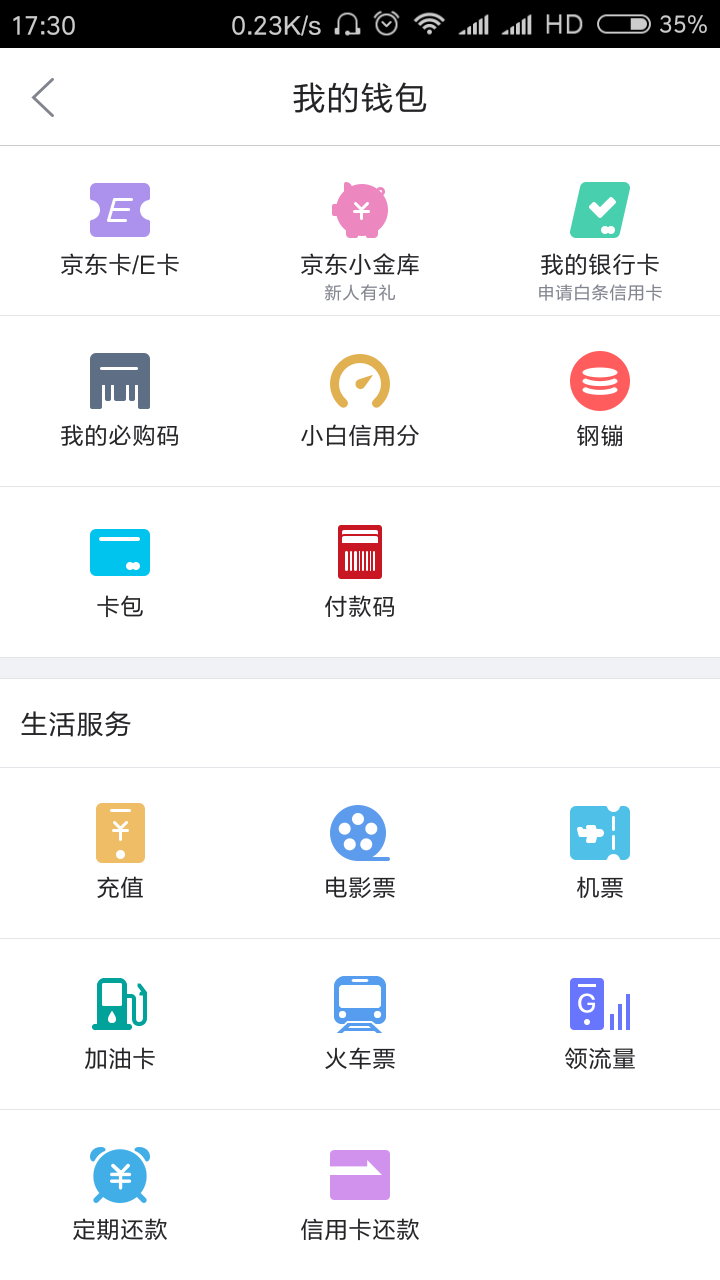 17:30 0.23K/s HD 35%
我的钱包
E
京东卡/E卡 京东小金库 我的银行卡
新人有礼 申请白条信用卡
我的必购码 小白信用分 钢镚
卡包 付款码
生活服务
充值 电影票 机票
G
加油卡 火车票 领流量
定期还款 信用卡还款